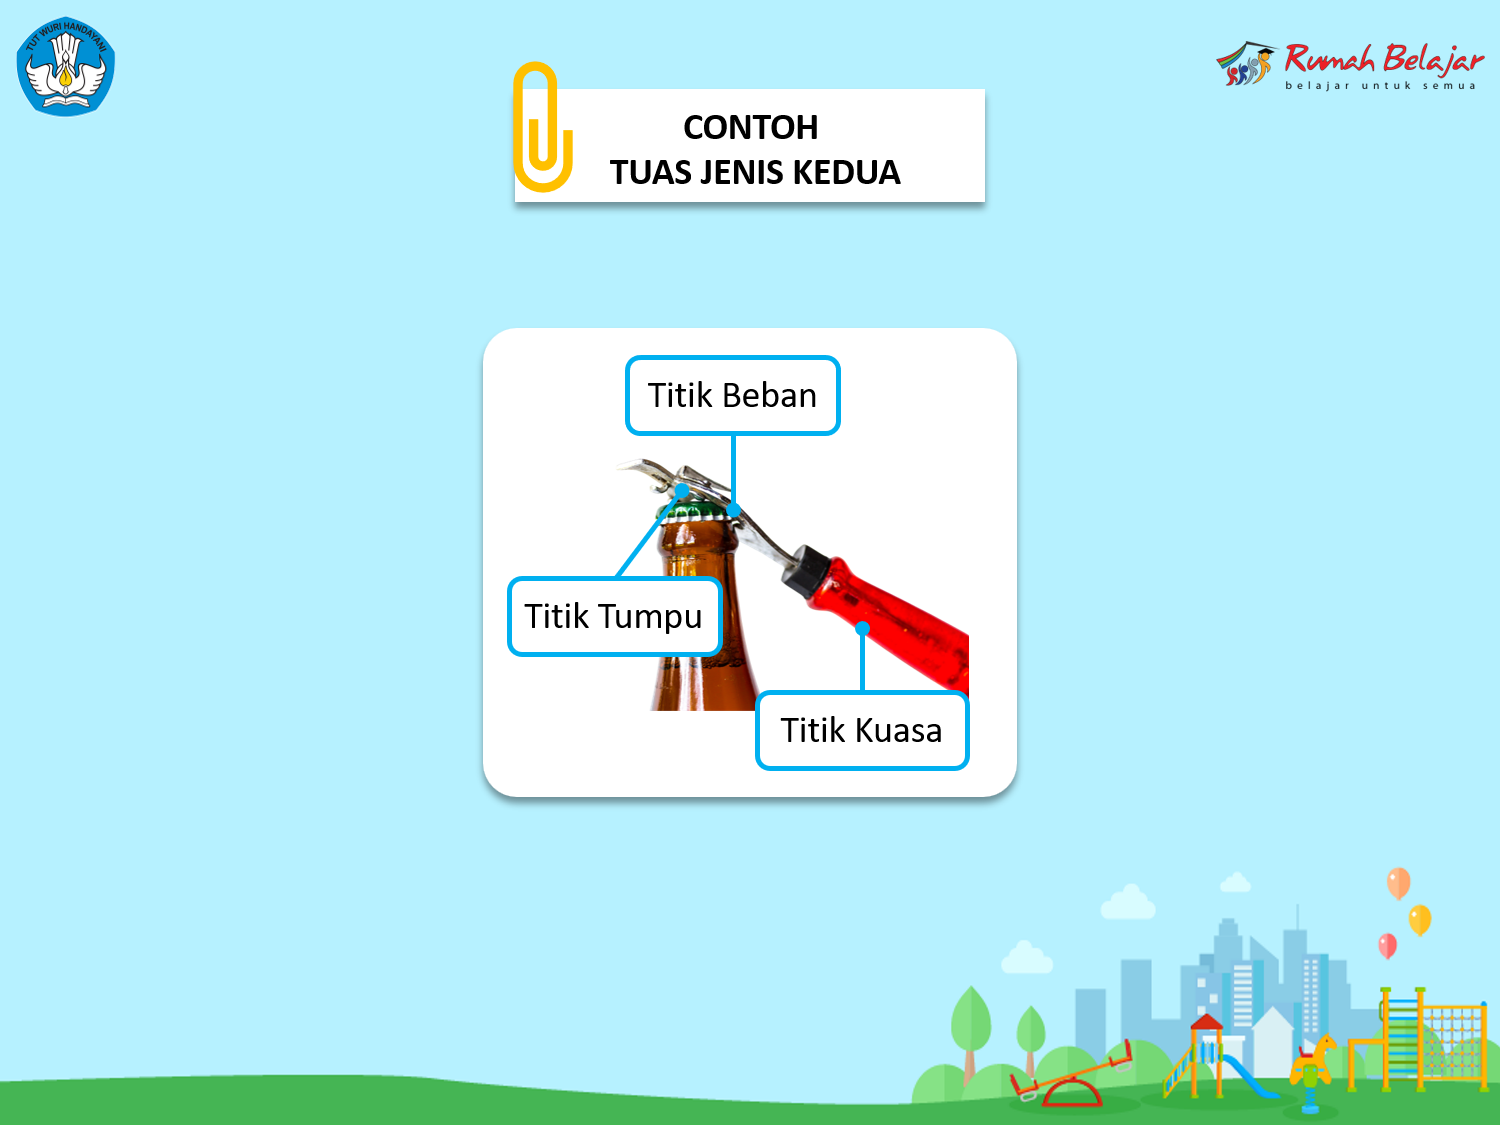 TUT WURI HANDAYANI
Rumah Belajar
belajar untuk semua
CONTOH
TUAS JENIS KEDUA
Titik Beban
Titik Tumpu
Titik Kuasa